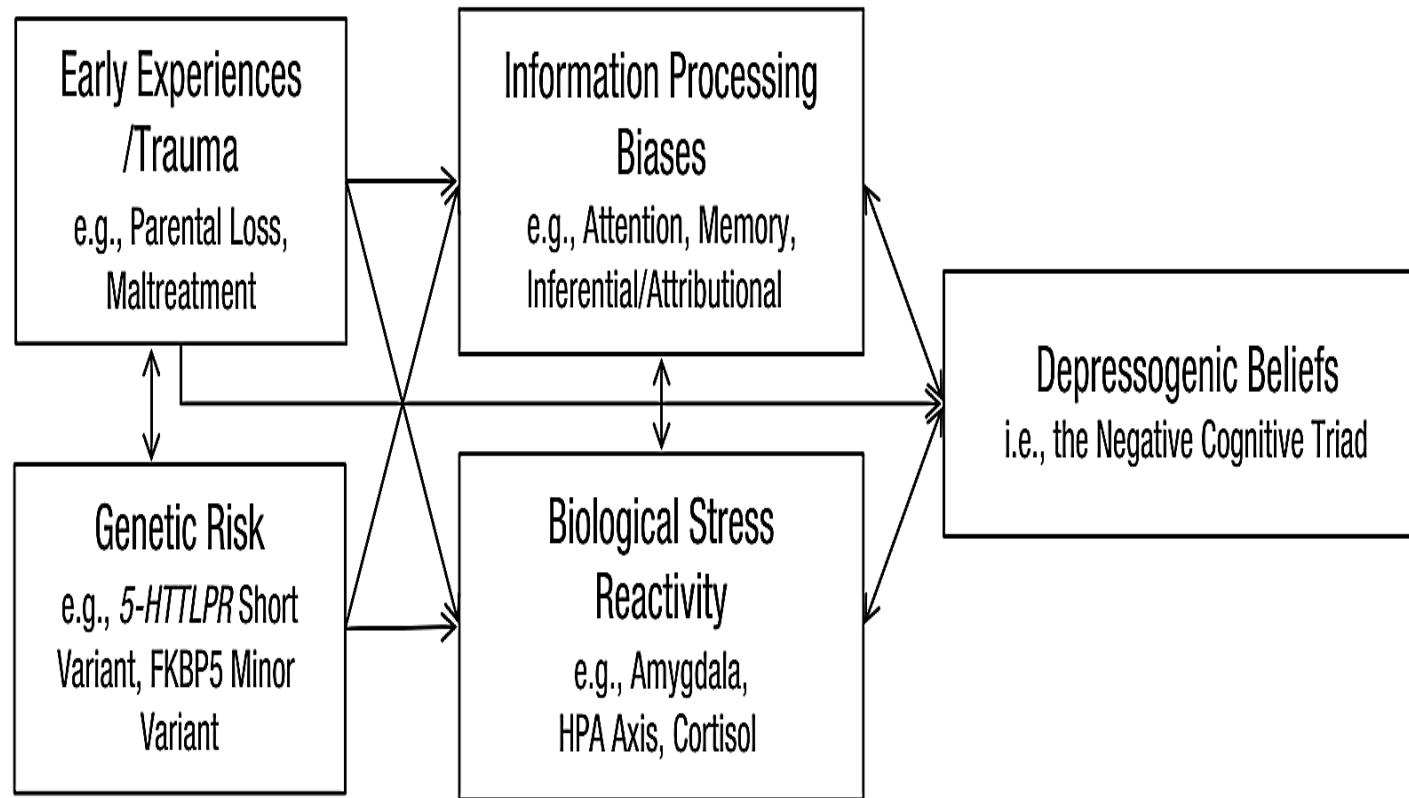 Early Experiences
/Trauma
e.g., Parental Loss,
Maltreatment
Information Processing
Biases
e.g., Attention, Memory,
Inferential/Attributional
Depressogenic Beliefs
i.e., the Negative Cognitive Triad
Genetic Risk
e.g., 5-HTTLPR Short
Variant, FKBP5 Minor
Variant
Biological Stress
Reactivity
e.g., Amygdala,
HPA Axis, Cortisol